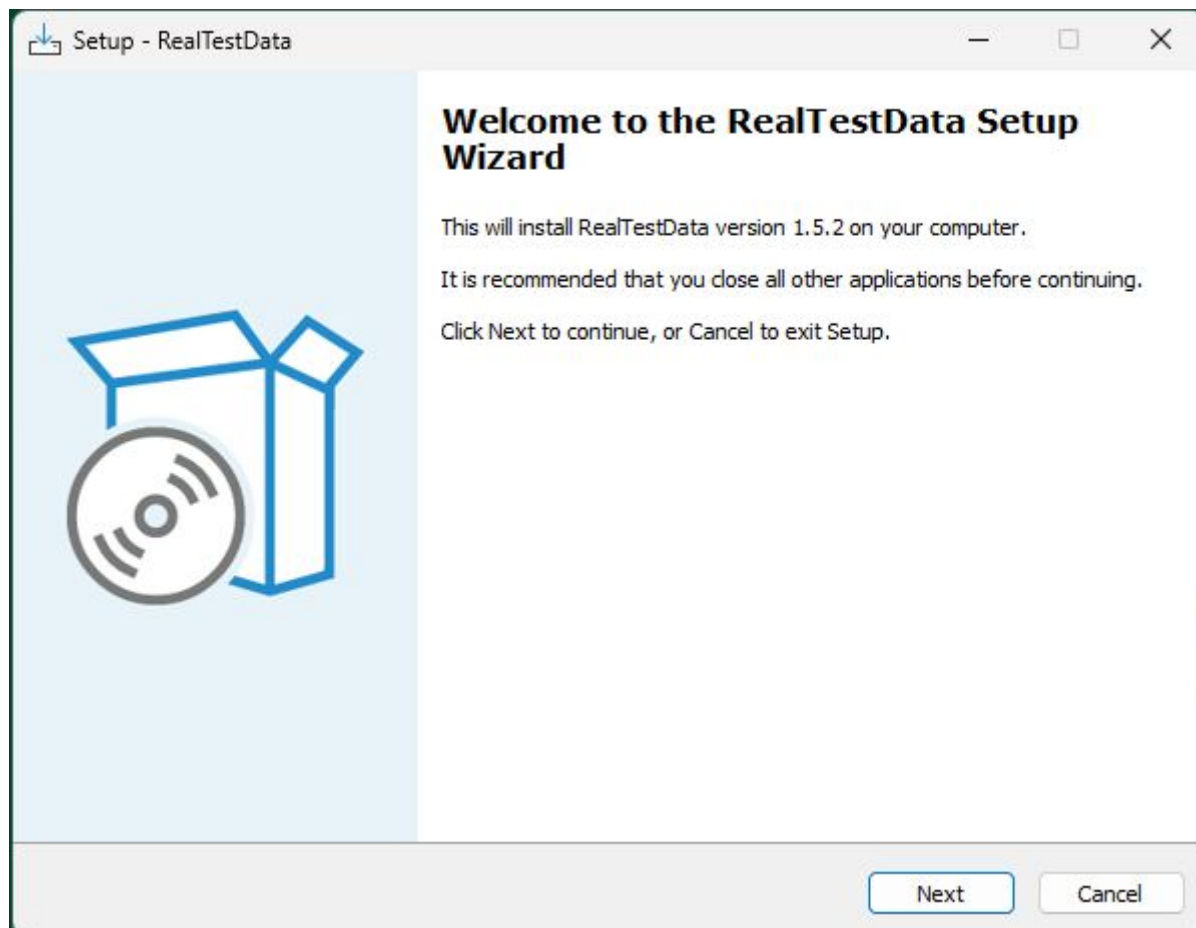 Setup - RealTestData
Welcome to the RealTestData Setup
Wizard
This will install RealTestData version 1.5.2 on your computer.
It is recommended that you close all other applications before continuing.
Click Next to continue, or Cancel to exit Setup.
Next
Cancel